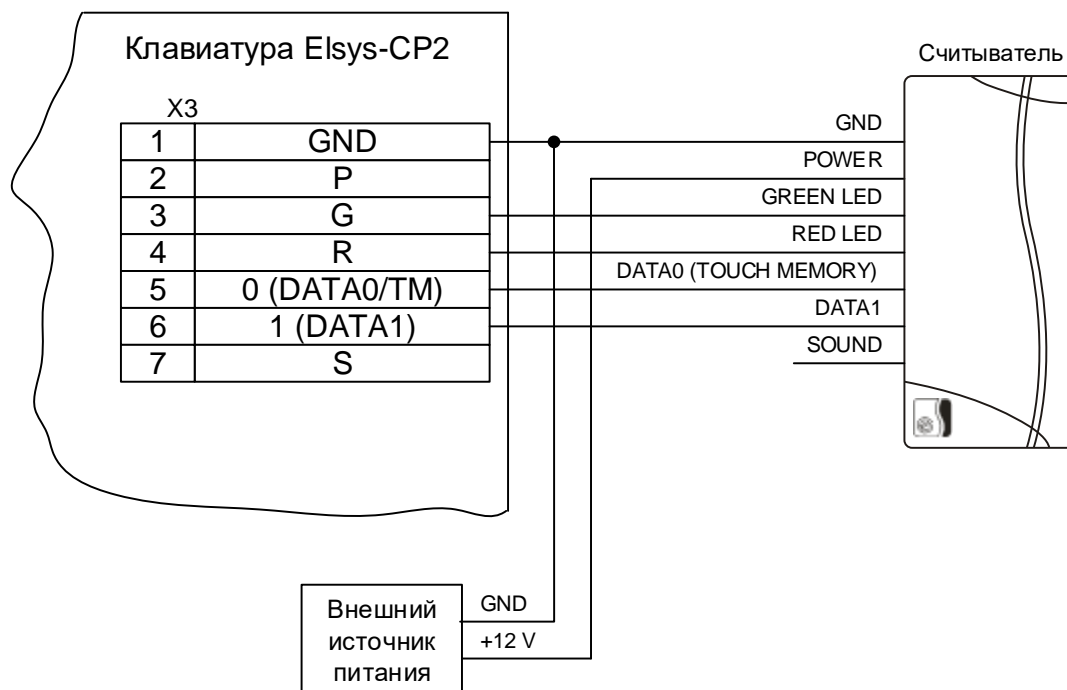 Клавиатура Elsys-CP2
Считыватель
X3
1 GND
2 P
3 G
4 R
5 0 (DATA0/TM)
6 1 (DATA1)
7 S
GND
POWER
GREEN LED
RED LED
DATA0 (TOUCH MEMORY)
DATA1
SOUND
Внешний
источник
питания
GND
+12 V